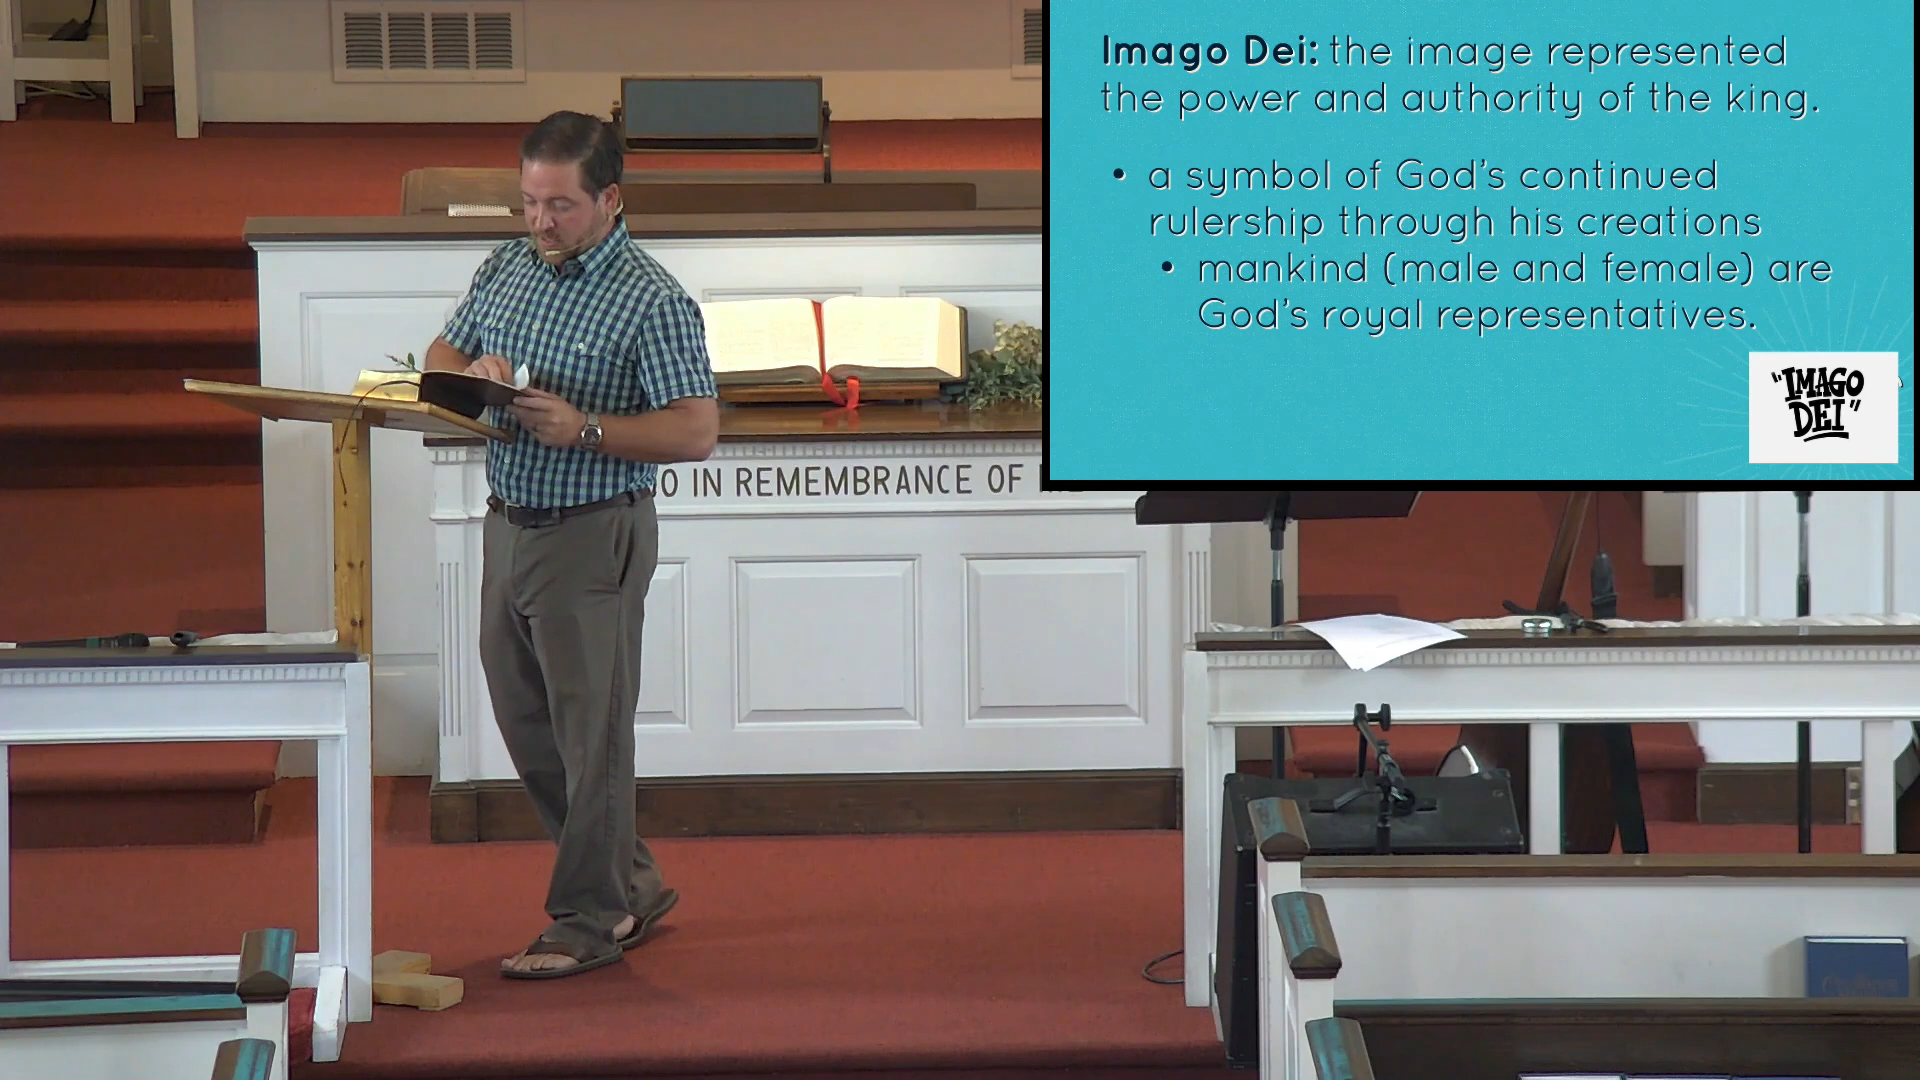 Imago Dei: the image represented
the power and authority of the king.
• a symbol of God's continued
rulership through his creations
• mankind (male and female) are
God's royal representatives.
"IMAGO
DEI"
IN REMEMBRANCE OF